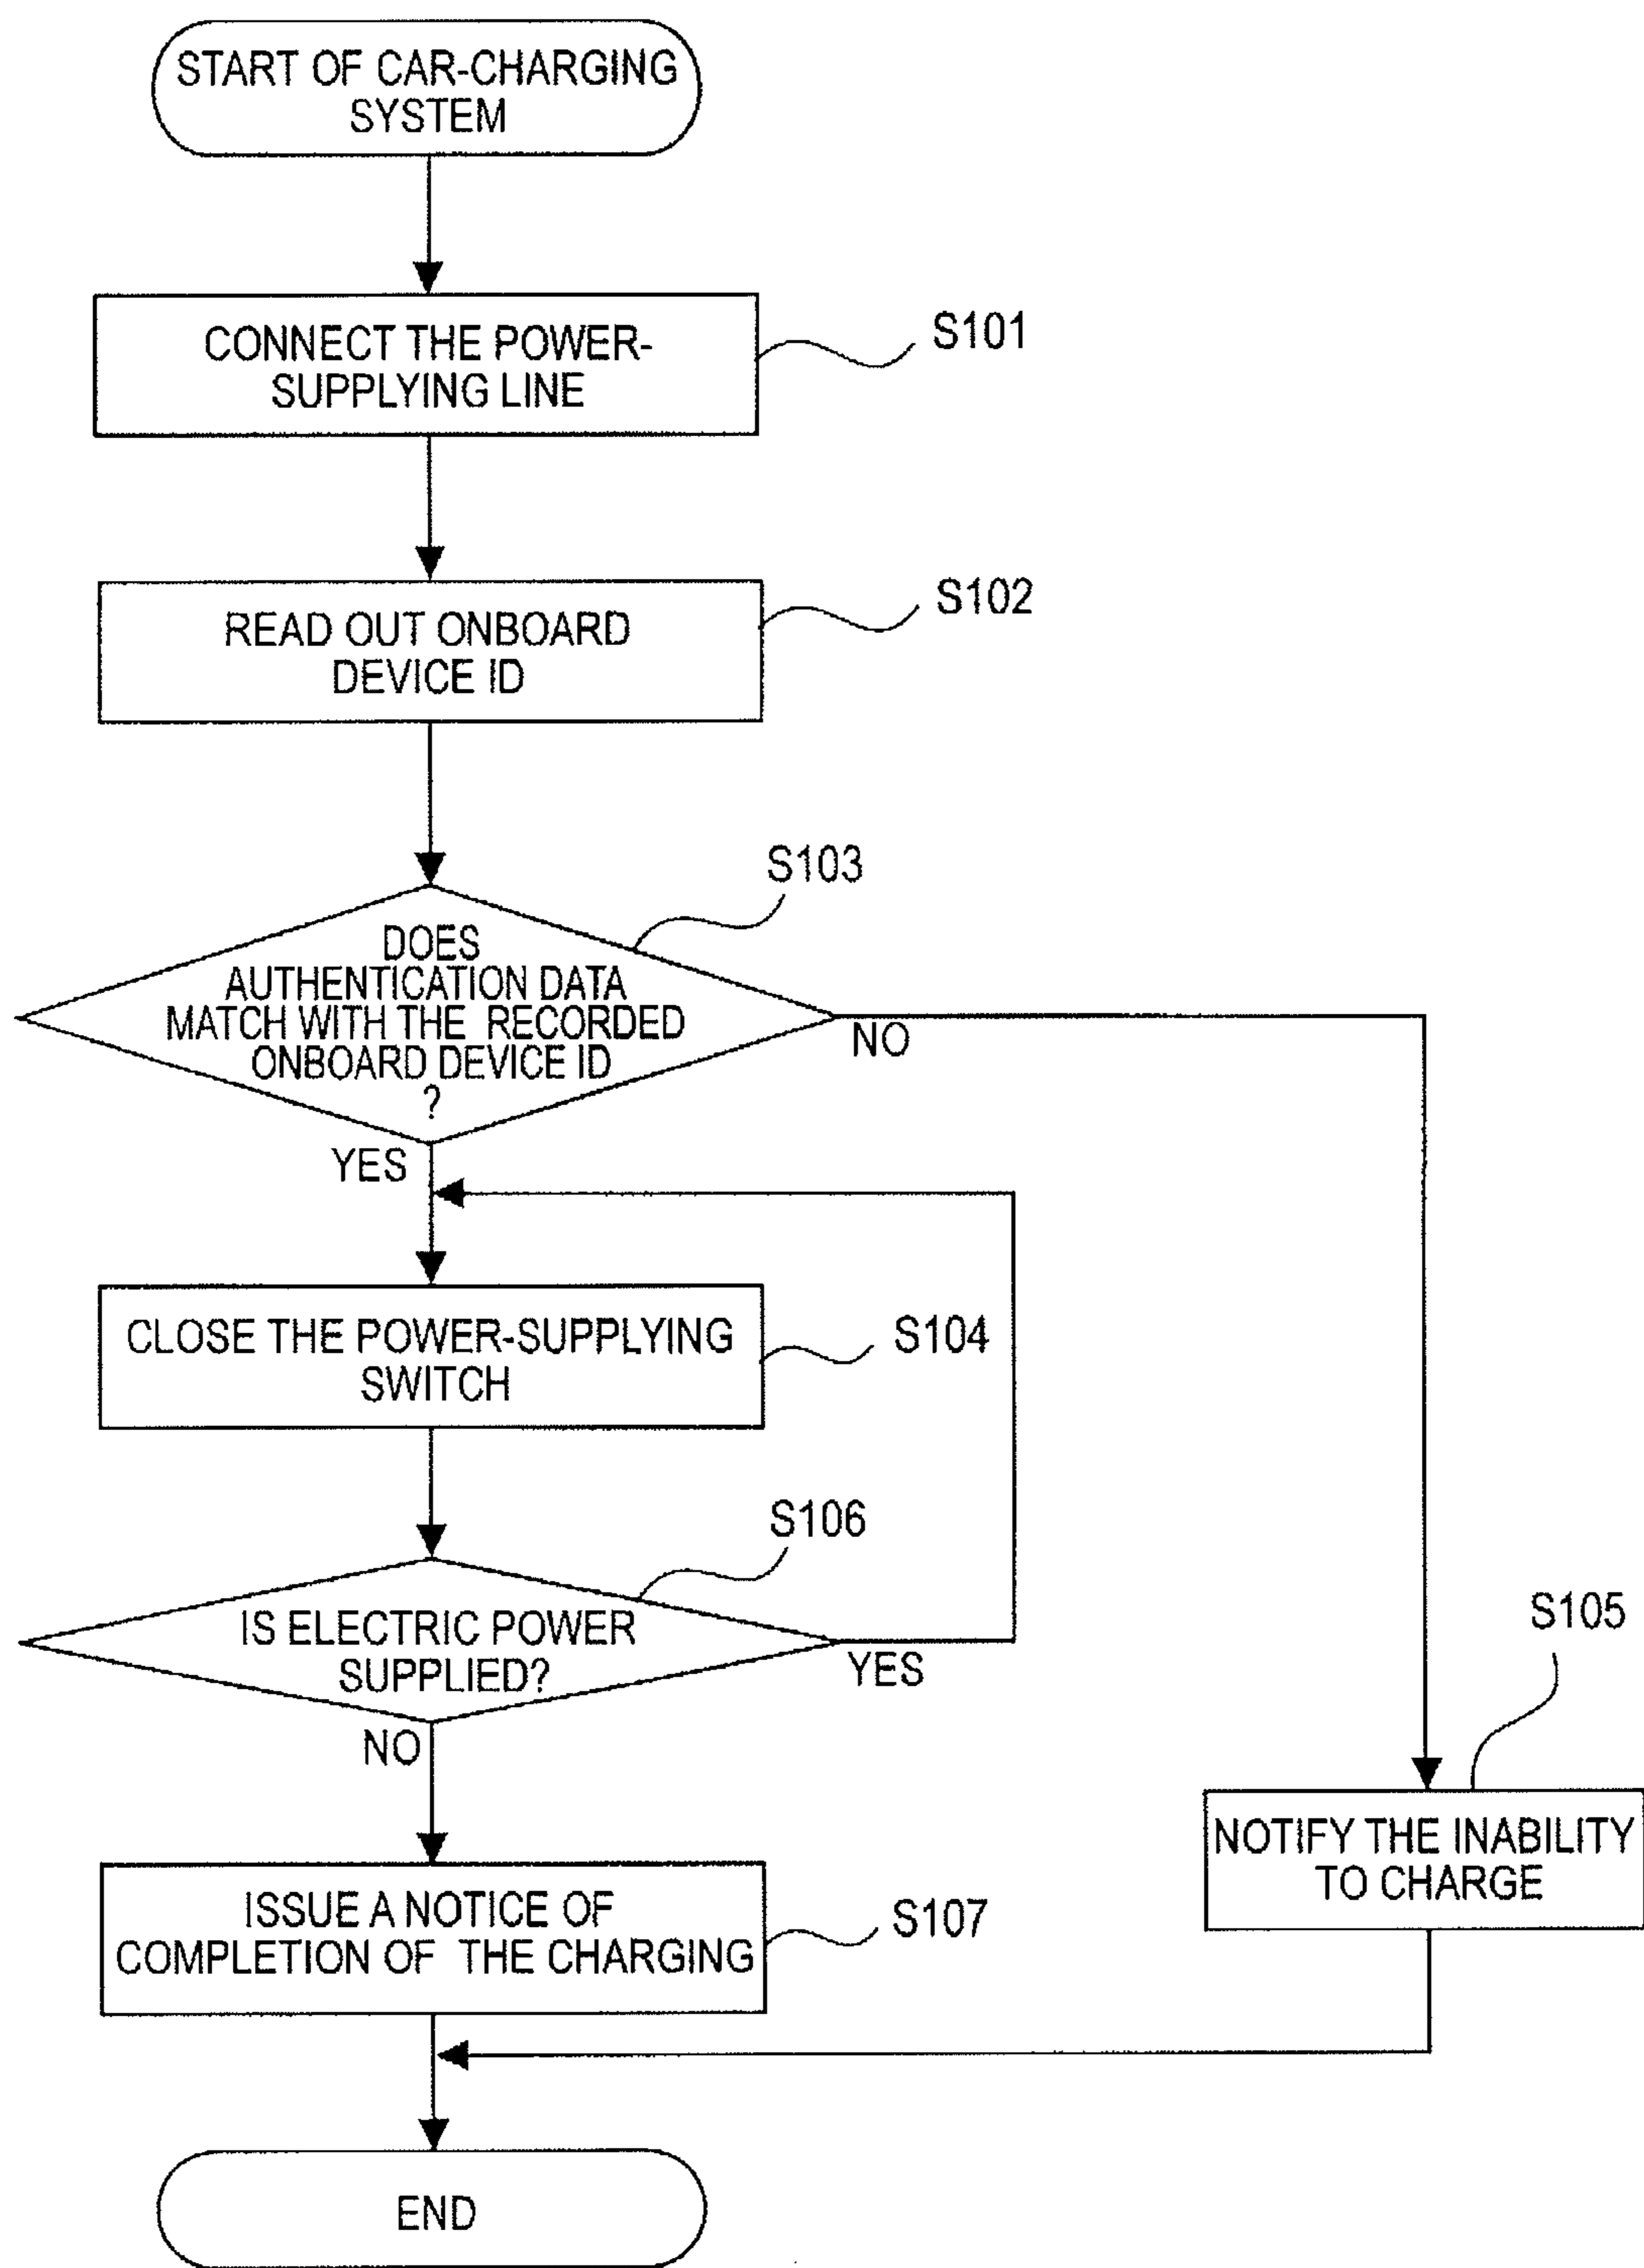 START OF CAR-CHARGING
SYSTEM
CONNECT THE POWER-
SUPPLYING LINE
S101
READ OUT ONBOARD
DEVICE ID
S102
S103
DOES
AUTHENTICATION DATA
MATCH WITH THE RECORDED
ONBOARD DEVICE ID
?
NO
YES
CLOSE THE POWER-SUPPLYING
SWITCH
S104
S106
IS ELECTRIC POWER
SUPPLIED?
YES
NO
S105
NOTIFY THE INABILITY
TO CHARGE
ISSUE A NOTICE OF
COMPLETION OF THE CHARGING
S107
END